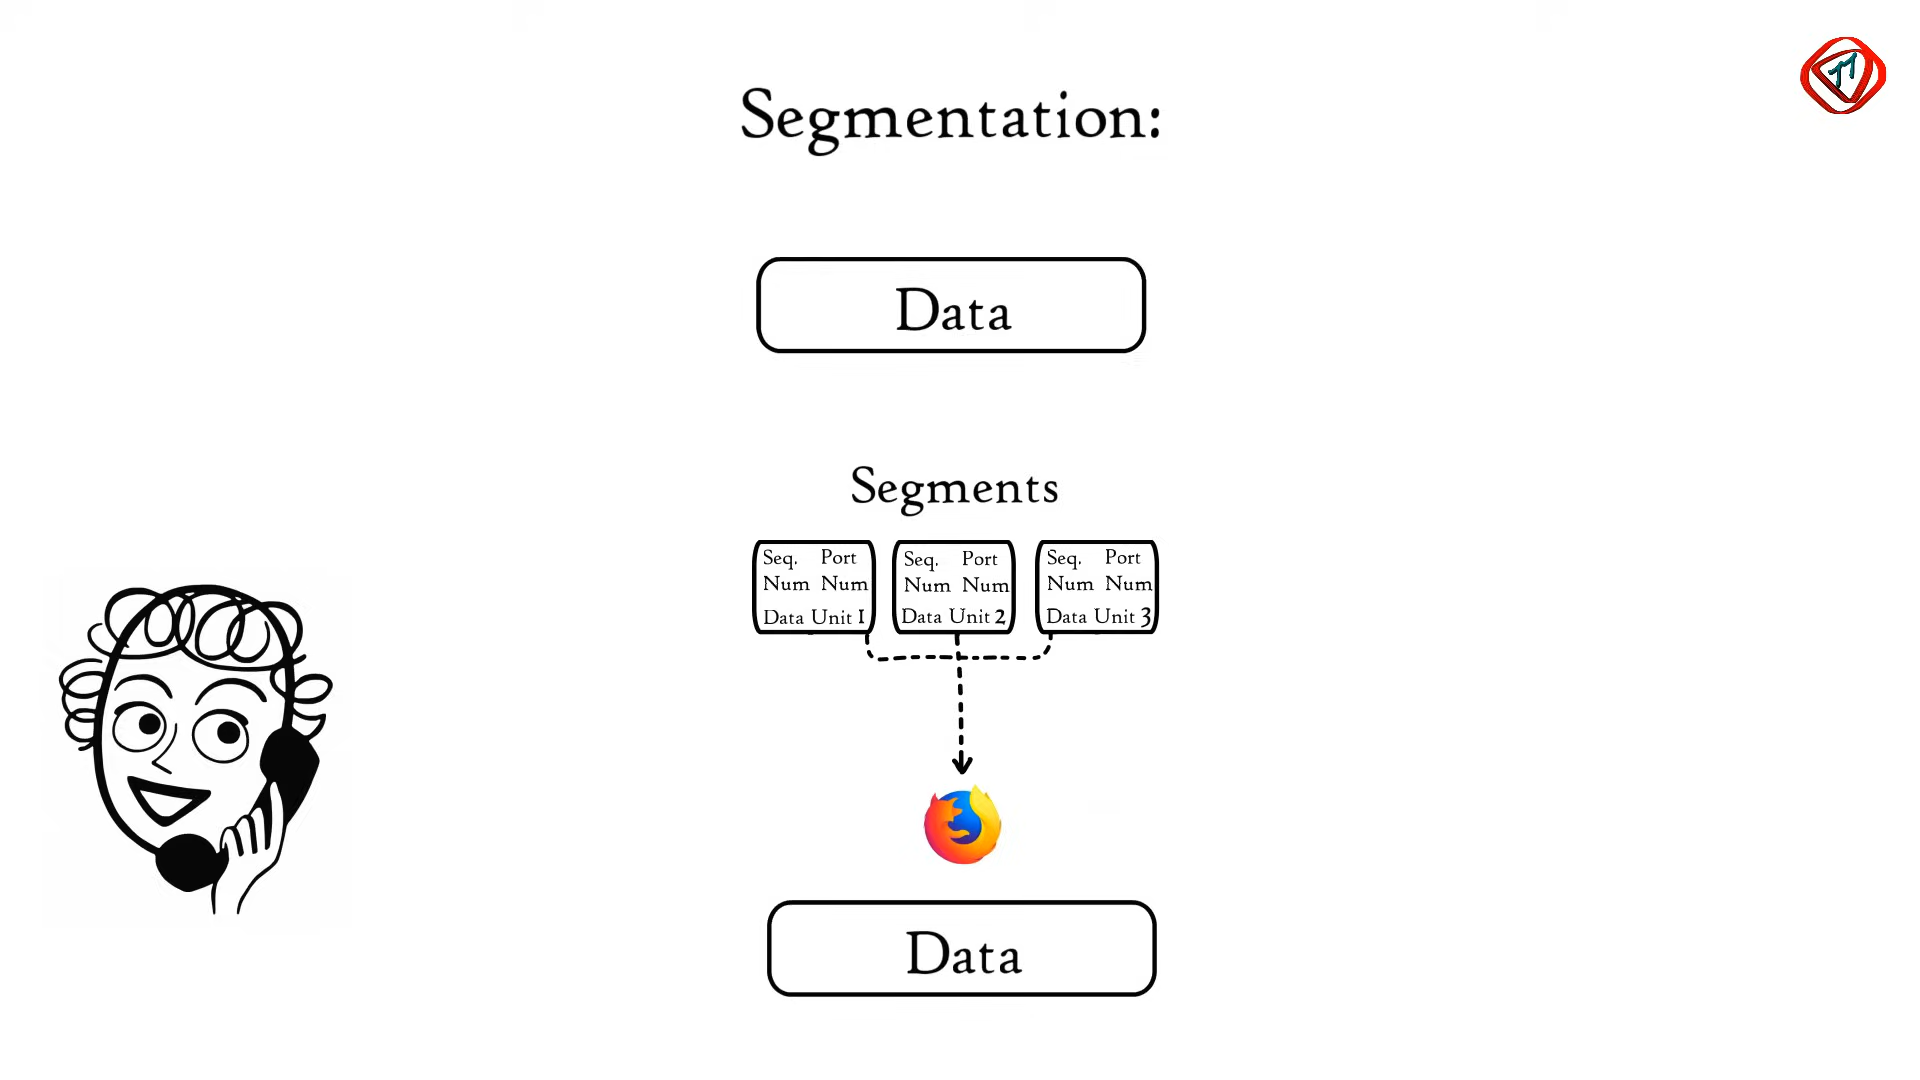 Segmentation:
Data
Segments
Seq. Port
Num Num
Data Unit 1
Seq. Port
Num Num
Data Unit 2
Seq. Port
Num Num
Data Unit 3
Data